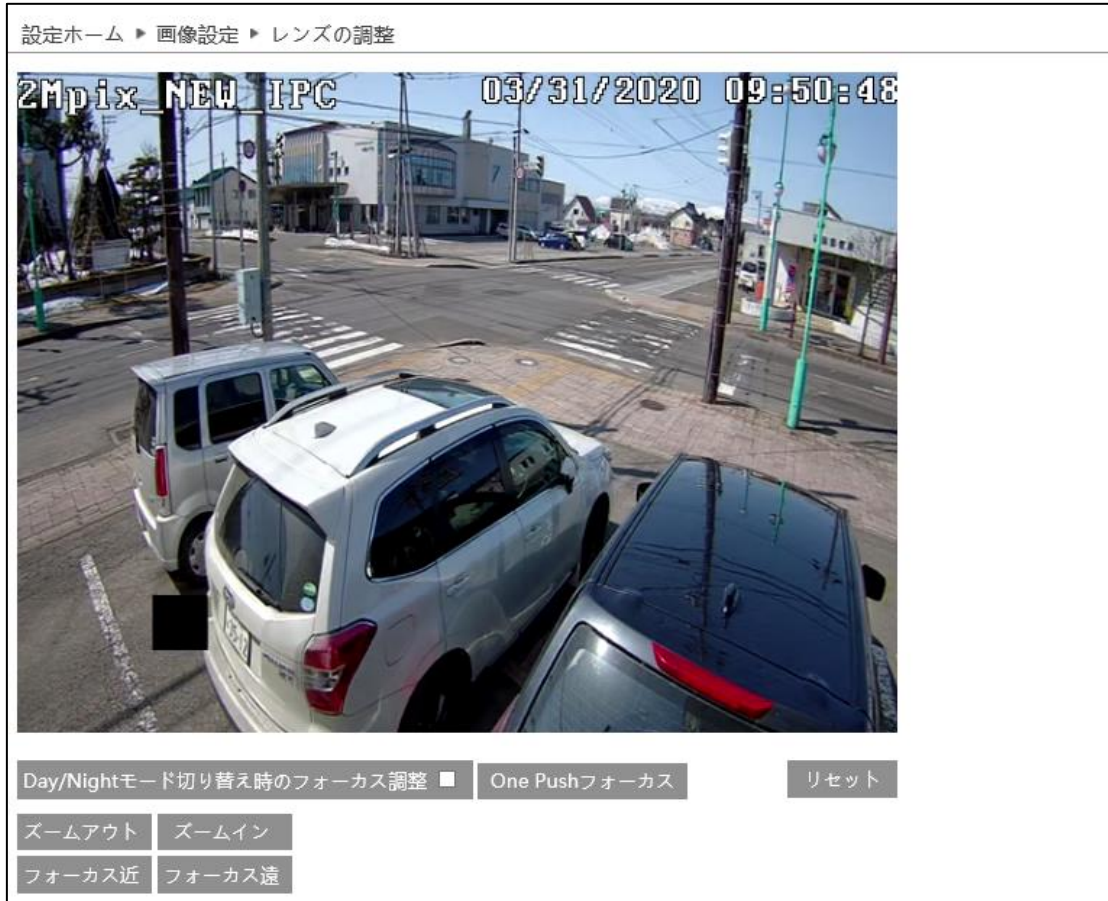 設定ホーム ▶ 画像設定 ▶ レンズの調整
2Mpix_NEW_IPC 03/31/2020 09:50:48
Day/Nightモード切り替え時のフォーカス調整 One Pushフォーカス リセット
ズームアウト ズームイン
フォーカス近 フォーカス遠